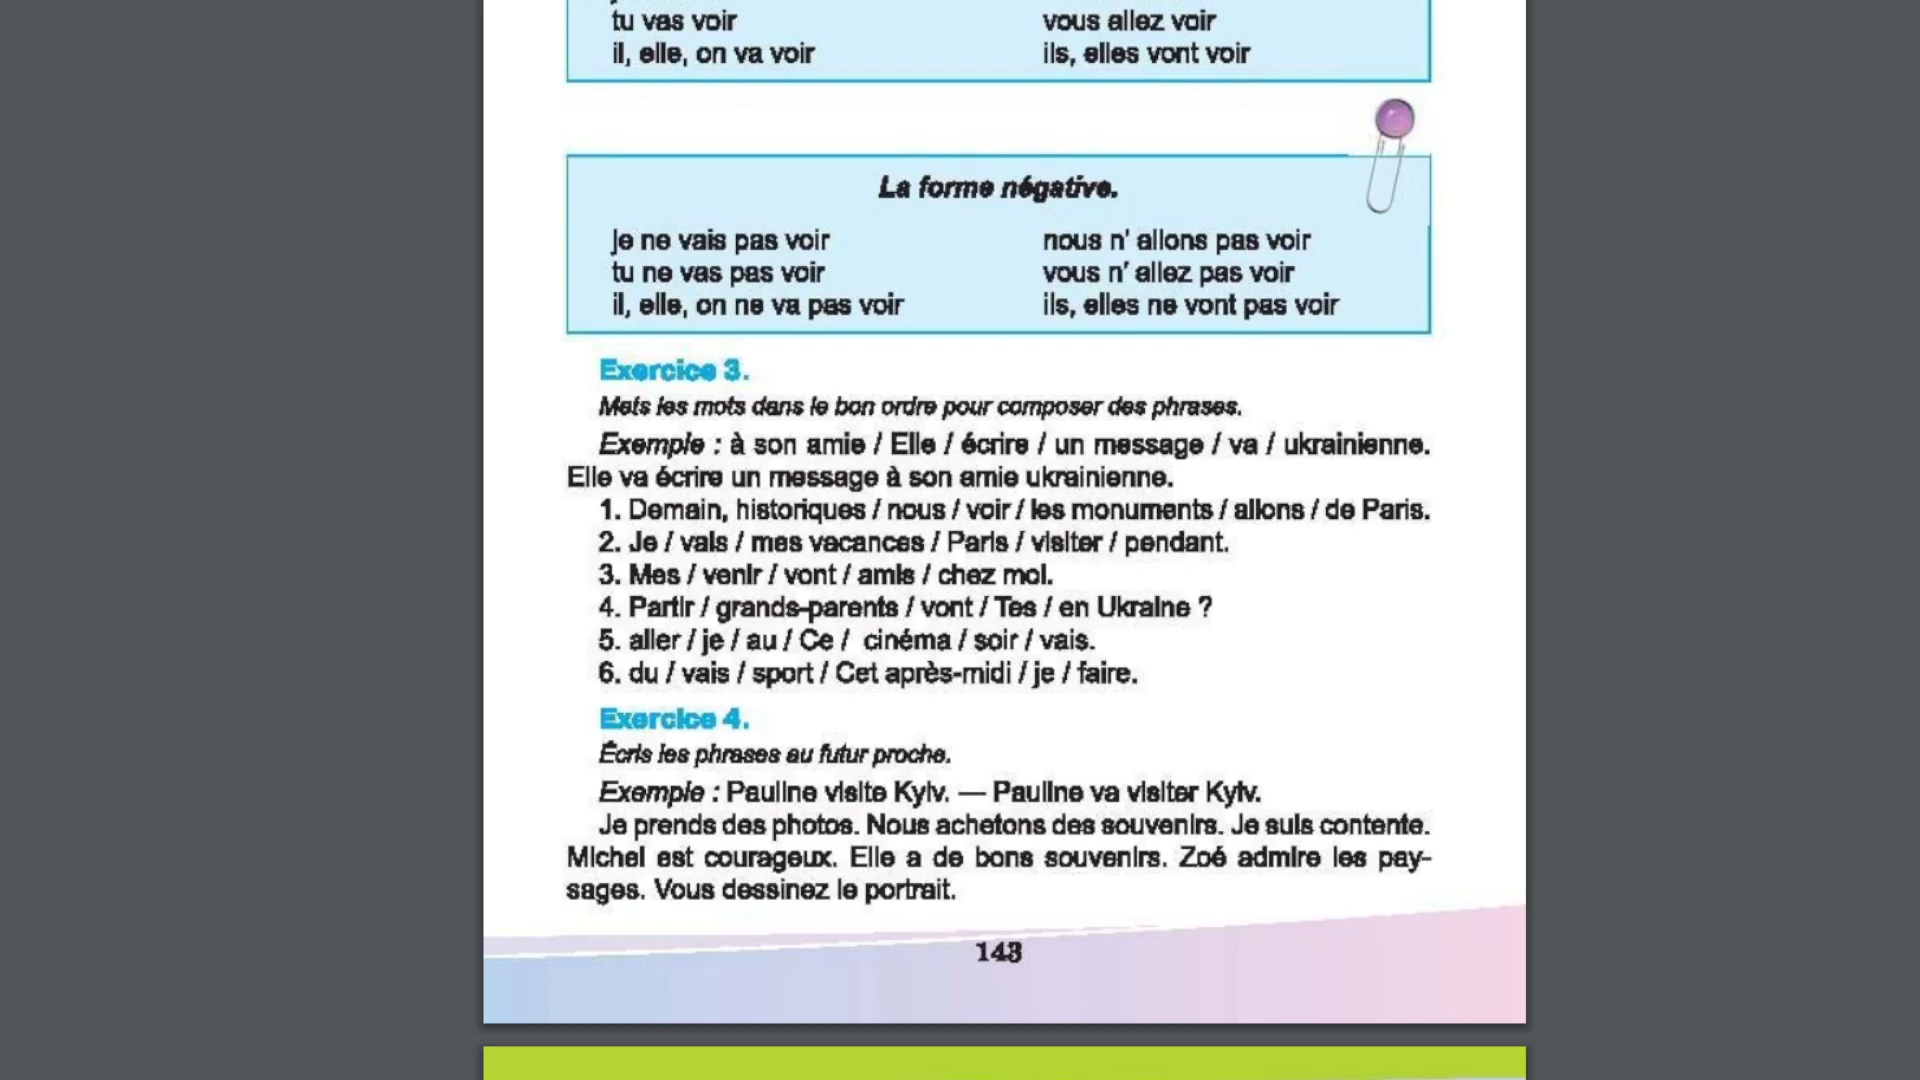 tu vas voir
vous allez voir
il, elle, on va voir
ils, elles vont voir
La forme négative.
je ne vais pas voir
nous n' allons pas voir
tu ne vas pas voir
vous n' allez pas voir
il, elle, on ne va pas voir
ils, elles ne vont pas voir
Exercice 3.
Mets les mots dans le bon ordre pour composer des phrases.
Exemple : à son amie / Elle / écrire / un message / va / ukrainienne.
Elle va écrire un message à son amie ukrainienne.
1. Demain, historiques / nous / voir / les monuments / allons / de Paris.
2. Je / vais / mes vacances / Paris / visiter / pendant.
3. Mes / venir / vont / amis / chez moi.
4. Partir / grands-parents / vont / Tes / en Ukraine ?
5. aller / je / au / Ce / cinéma / soir / vais.
6. du / vais / sport / Cet après-midi / je / faire.
Exercice 4.
Écris les phrases au futur proche.
Exemple : Pauline visite Kyiv. — Pauline va visiter Kyiv.
Je prends des photos. Nous achetons des souvenirs. Je suis contente.
Michel est courageux. Elle a de bons souvenirs. Zoé admire les pay-
sages. Vous dessinez le portrait.
143